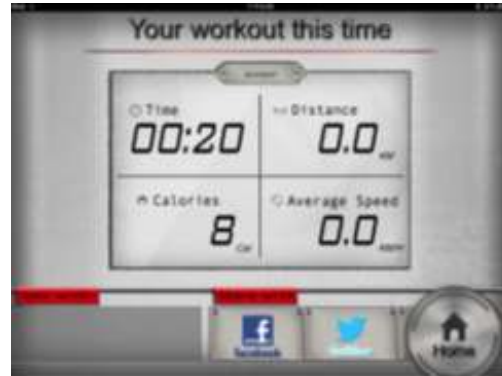 Your workout this time
Time
00:20
Distance
0.0
Calories
8
Cal
Average Speed
0.0
facebook
twitter
Home